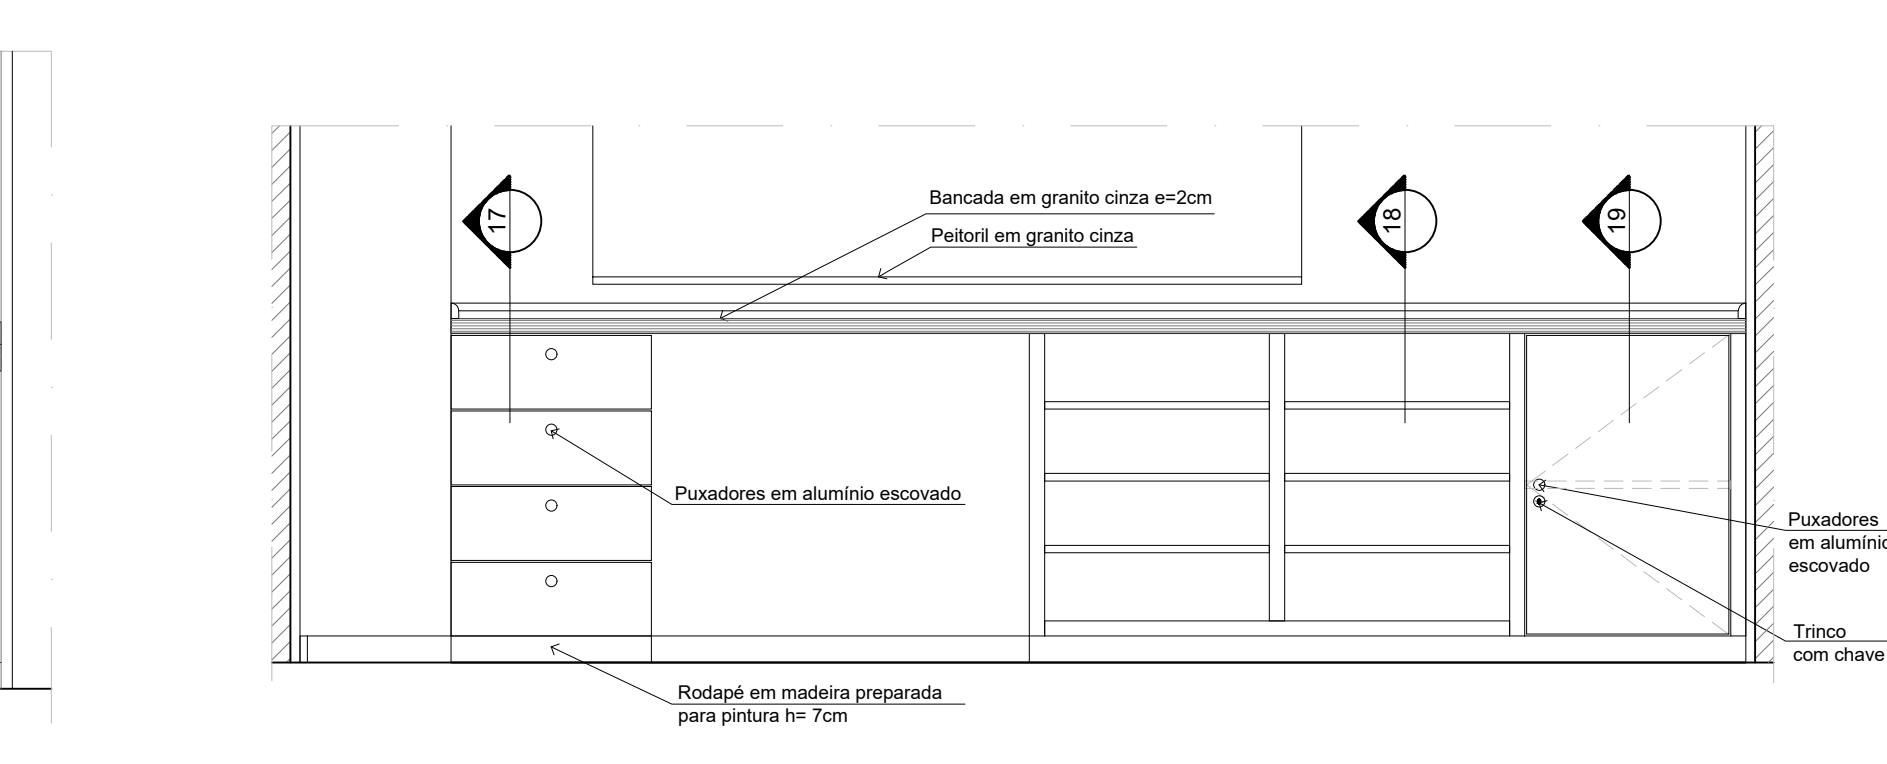 Bancada em granito cinza e=2cm
Peitoril em granito cinza
17
18
19
Puxadores em alumínio escovado
Puxadores
em alumínio
escovado
Trinco
com chave
Rodapé em madeira preparada
para pintura h= 7cm